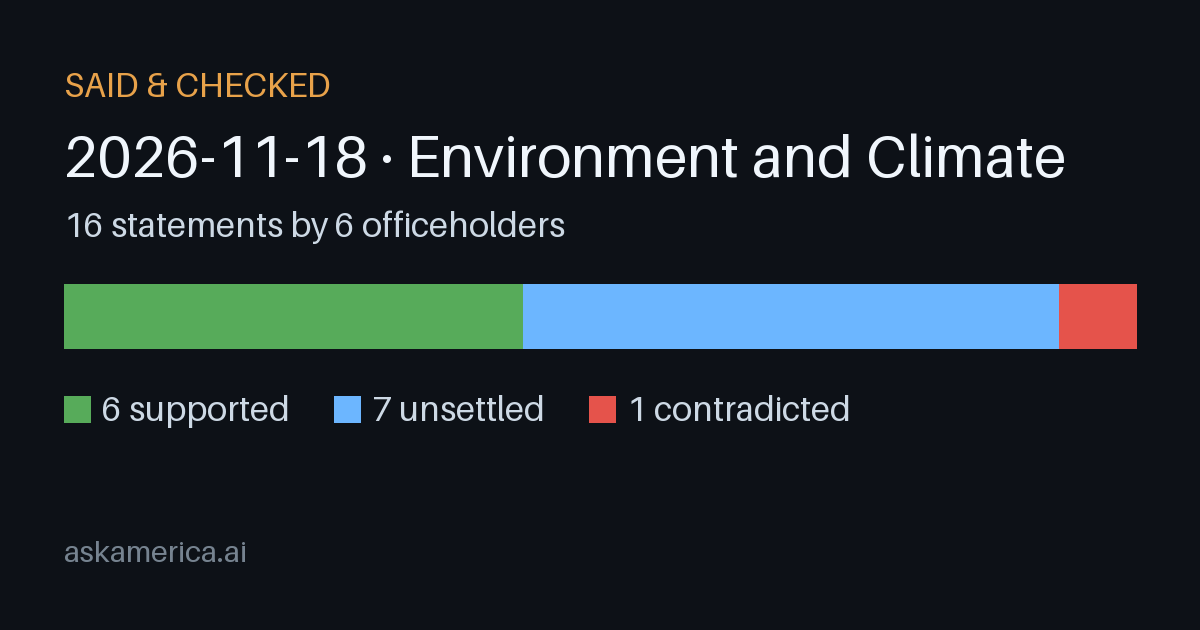 SAID & CHECKED
2026-11-18 · Environment and Climate
16 statements by 6 officeholders
6 supported 7 unsettled 1 contradicted
askamerica.ai